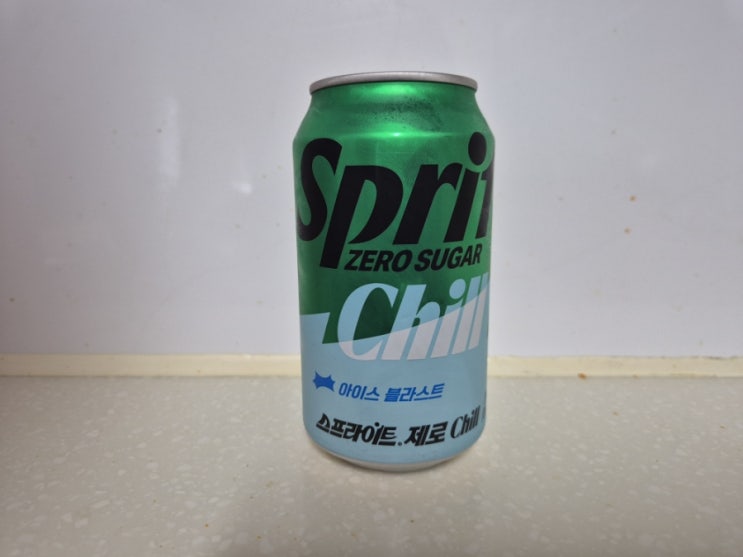 Sprit
ZERO SUGAR
Chill
아이스 블라스트
스프라이트. 제로 Chill